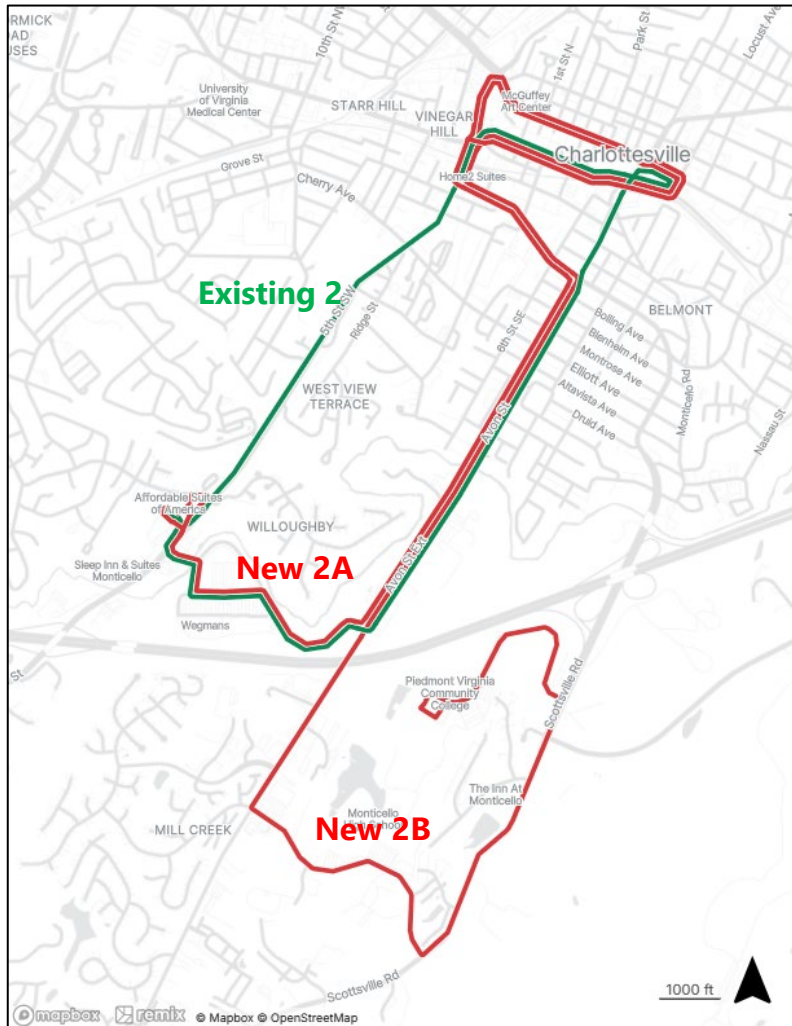 RMICK
AD
USES
10th St NW
Park St
Locust Ave
1st St N
University
of Virginia
Medical Center
STARR HILL
McGuffey
Art Center
VINEGAR
HILL
Charlottesville
Grove St
Home2 Suites
Cherry Ave
Existing 2
5th St SW
Ridge St
6th St SE
BELMONT
Bolling Ave
Blenheim Ave
Montrose Ave
Elliott Ave
Altavista Ave
Druid Ave
Monticello Rd
Nassau St
WEST VIEW
TERRACE
Avon St
Affordable Suites
of America
WILLOUGHBY
Sleep Inn & Suites
Monticello
New 2A
Avon St Ext
Wegmans
St
Piedmont Virginia
Community
College
Scottsville Rd
The Inn At
Monticello
MILL CREEK
Monticello
High School
New 2B
Scottsville Rd
1000 ft
mapbox remix © Mapbox © OpenStreetMap